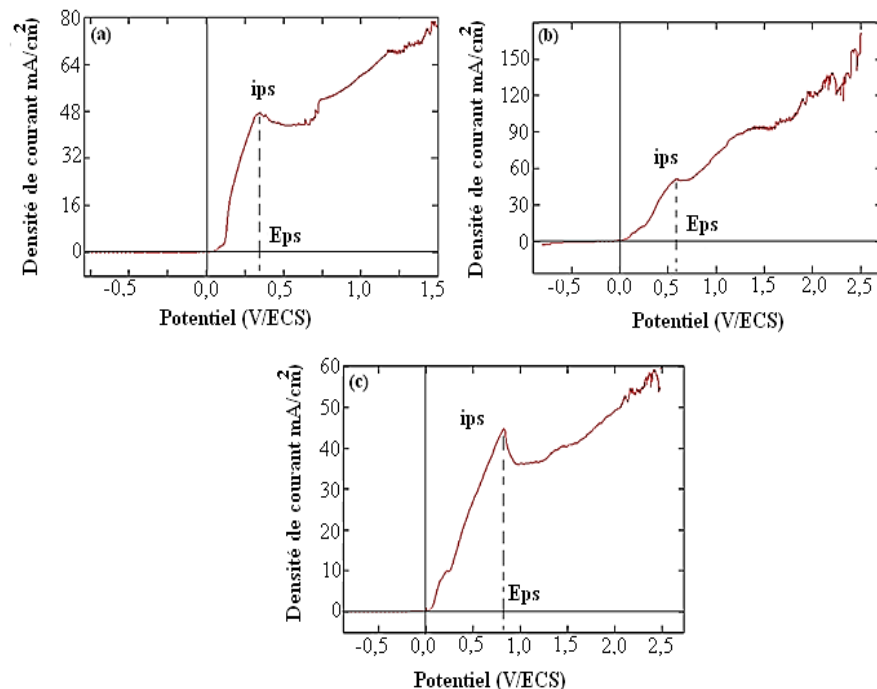 (a)
Densité de courant mA/cm²
80
64
48
32
16
0
ips
Eps
-0,5
0,0
0,5
1,0
1,5
Potentiel (V/ECS)
(b)
Densité de courant mA/cm²
150
120
90
60
30
0
ips
Eps
-0,5
0,0
0,5
1,0
1,5
2,0
2,5
Potentiel (V/ECS)
(c)
Densité de courant mA/cm²
60
50
40
30
20
10
0
ips
Eps
-0,5
0,0
0,5
1,0
1,5
2,0
2,5
Potentiel (V/ECS)